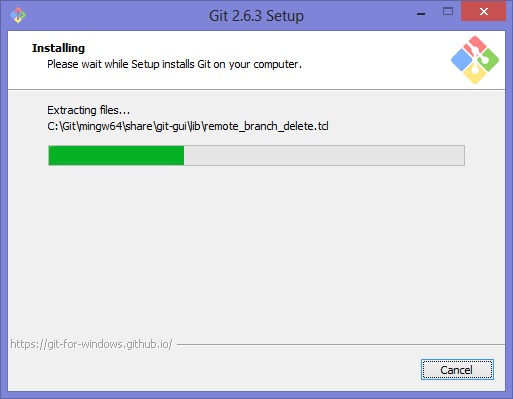 Git 2.6.3 Setup
Installing
Please wait while Setup installs Git on your computer.
Extracting files...
C:\Git\mingw64\share\git-gui\lib\remote_branch_delete.tcl
https://git-for-windows.github.io/
Cancel